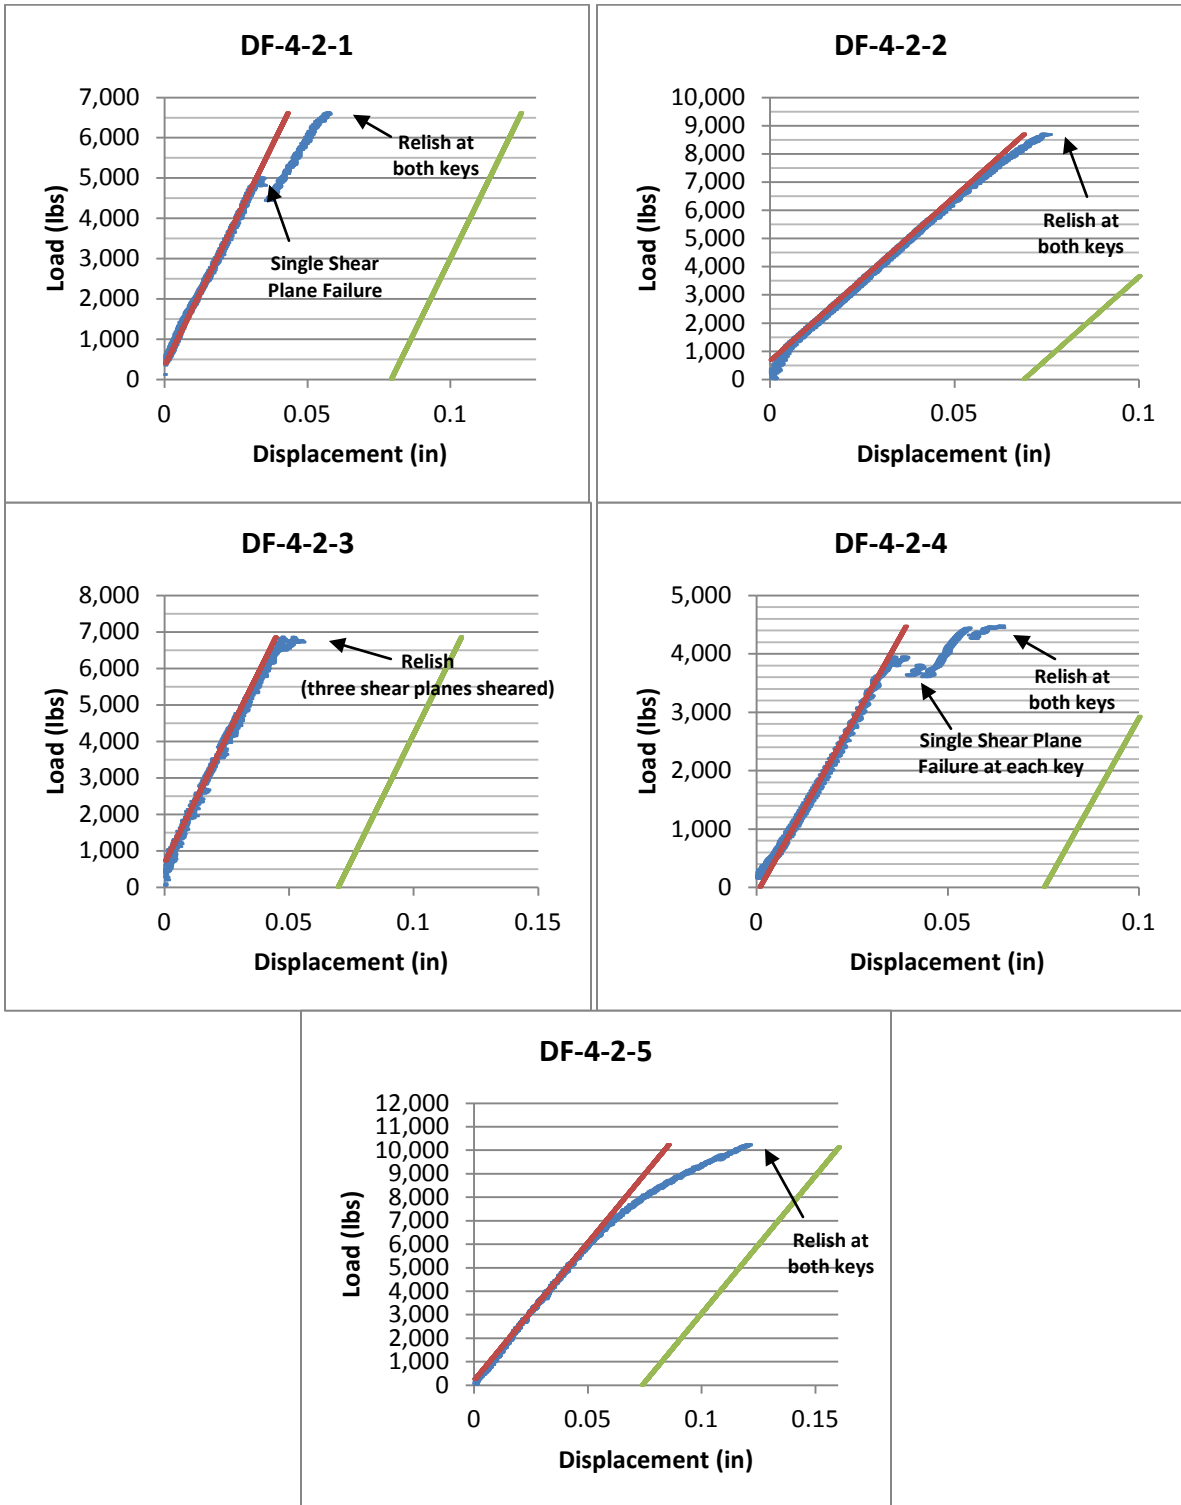 DF-4-2-1
7,000
6,000
5,000
4,000
3,000
2,000
1,000
0
Load (lbs)
Relish at
both keys
Single Shear
Plane Failure
0 0.05 0.1
Displacement (in)
DF-4-2-2
10,000
9,000
8,000
7,000
6,000
5,000
4,000
3,000
2,000
1,000
0
Load (lbs)
Relish at
both keys
0 0.05 0.1
Displacement (in)
DF-4-2-3
8,000
7,000
6,000
5,000
4,000
3,000
2,000
1,000
0
Load (lbs)
Relish
(three shear planes sheared)
0 0.05 0.1 0.15
Displacement (in)
DF-4-2-4
5,000
4,000
3,000
2,000
1,000
0
Load (lbs)
Relish at
both keys
Single Shear Plane
Failure at each key
0 0.05 0.1
Displacement (in)
DF-4-2-5
12,000
11,000
10,000
9,000
8,000
7,000
6,000
5,000
4,000
3,000
2,000
1,000
0
Load (lbs)
Relish at
both keys
0 0.05 0.1 0.15
Displacement (in)